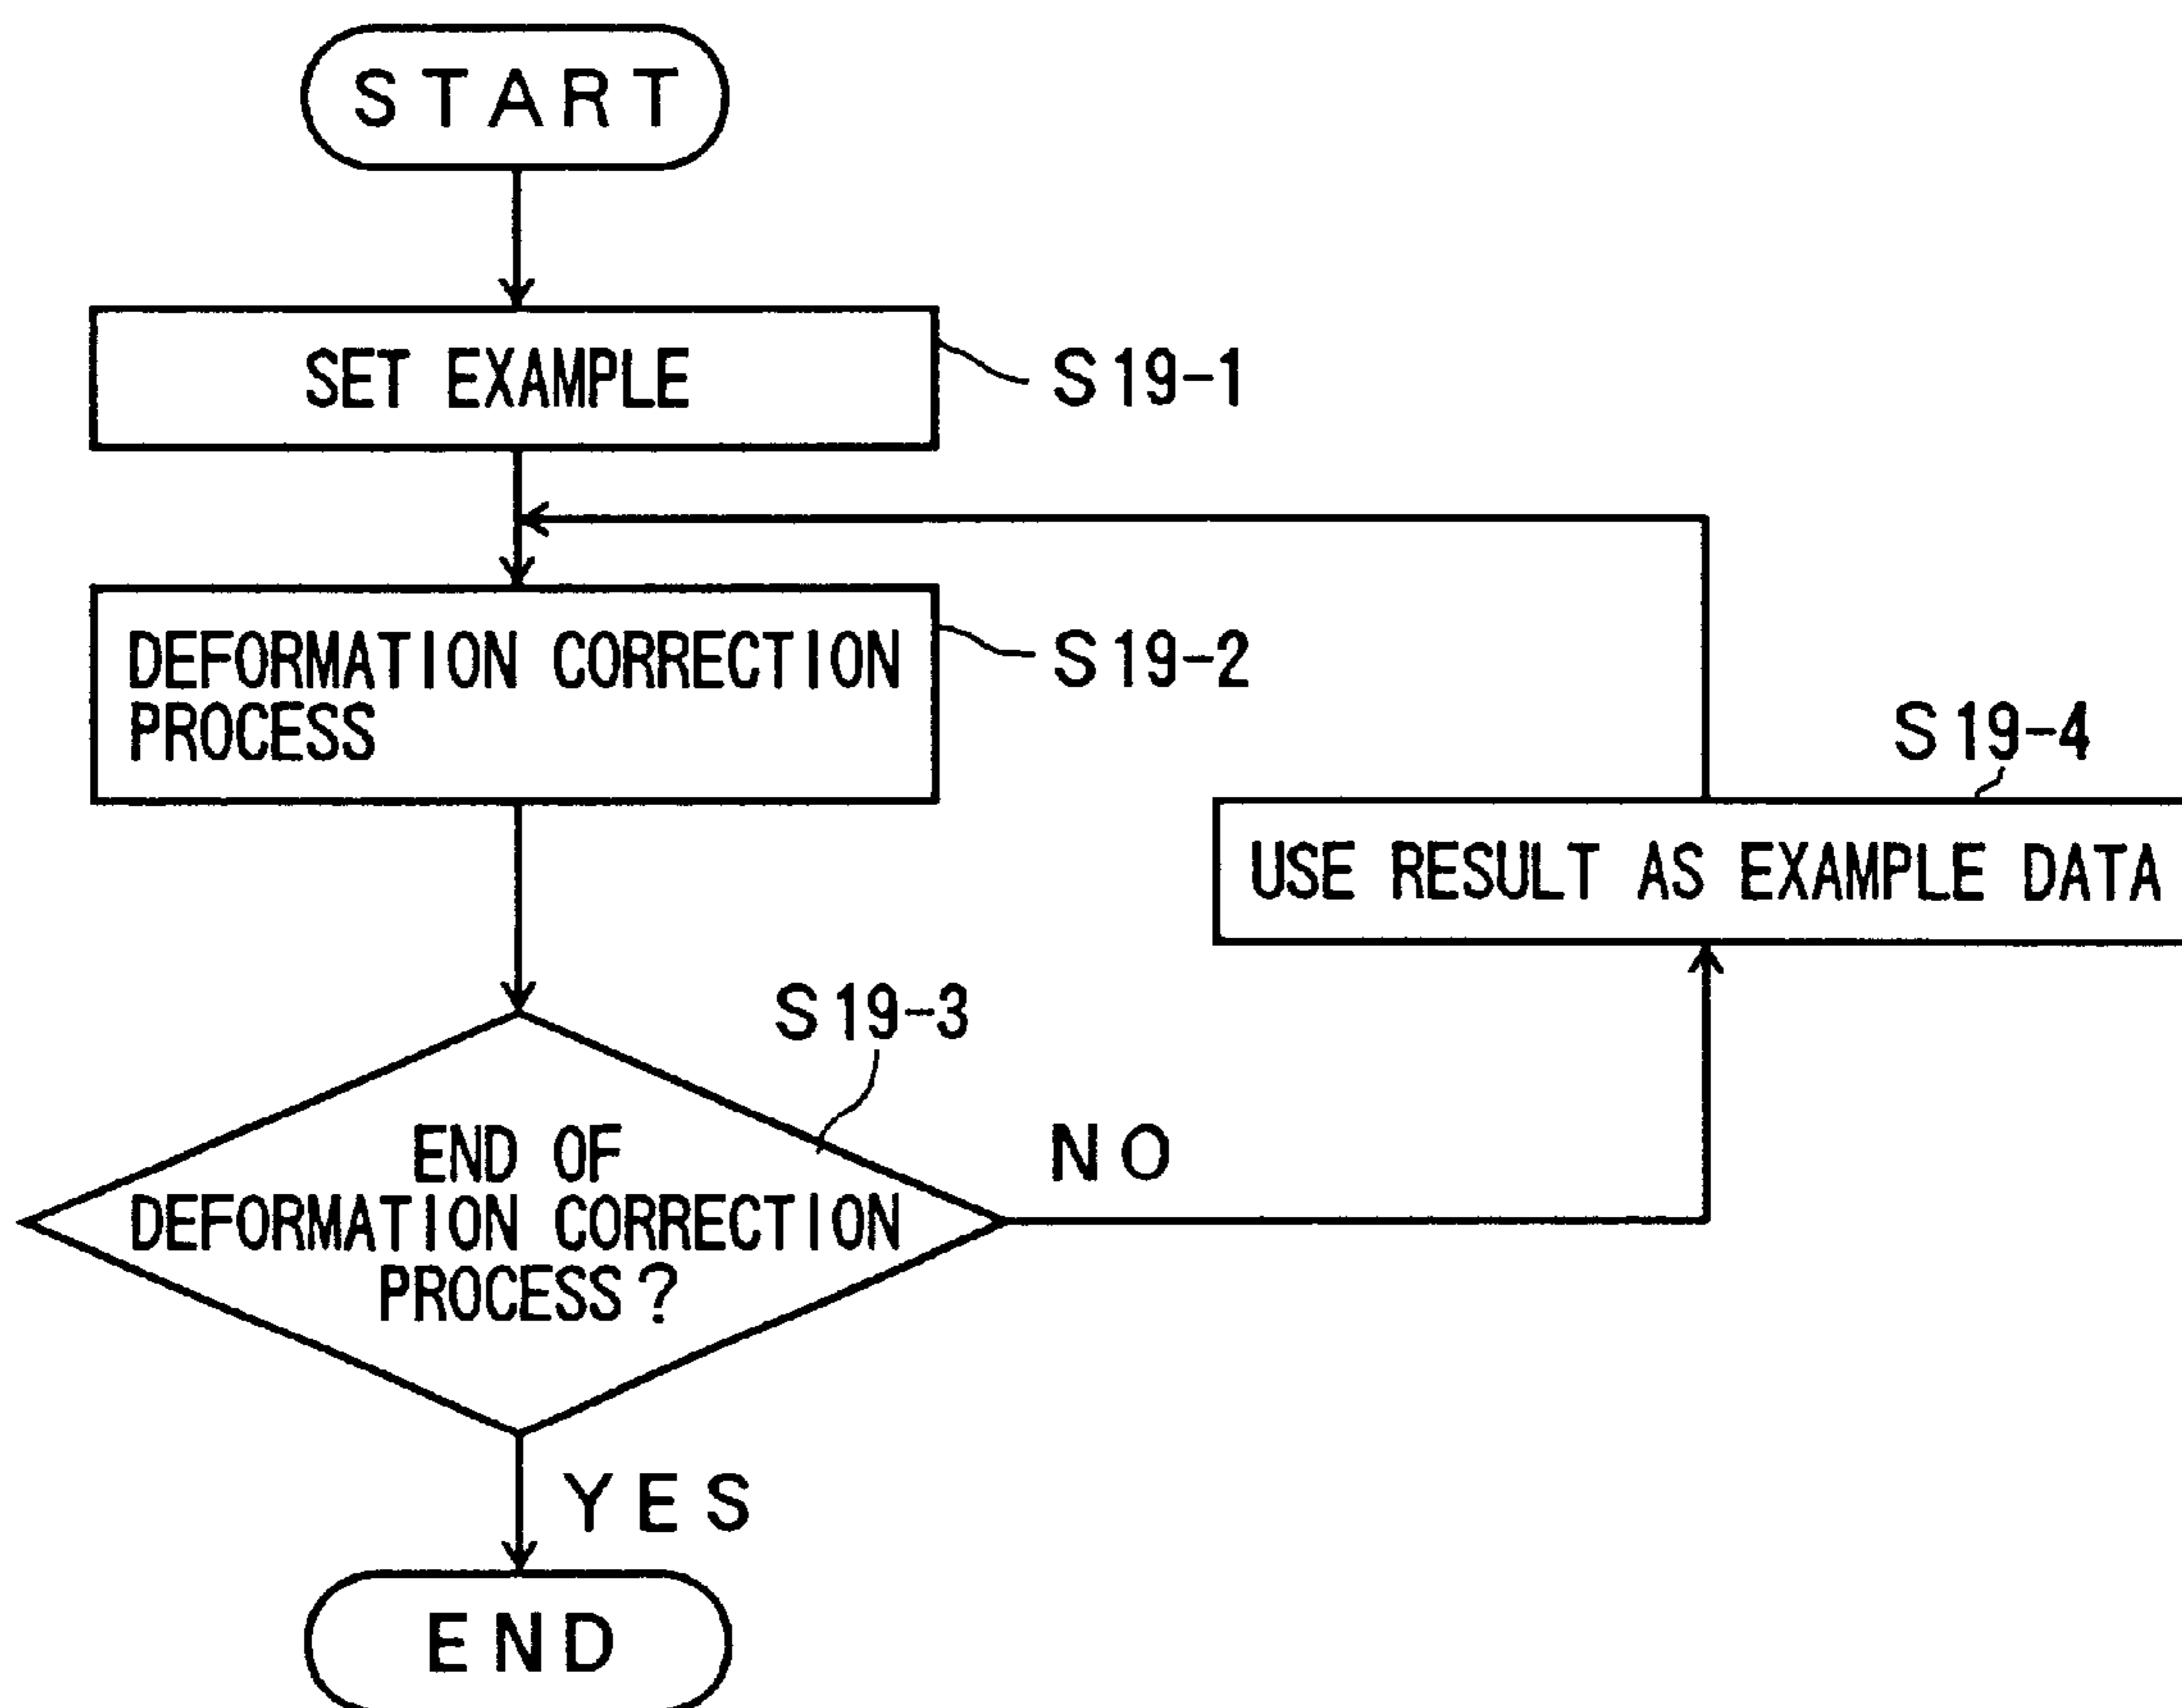 START
SET EXAMPLE
S19-1
DEFORMATION CORRECTION
PROCESS
S19-2
S19-4
USE RESULT AS EXAMPLE DATA
S19-3
END OF
DEFORMATION CORRECTION
PROCESS?
NO
YES
END